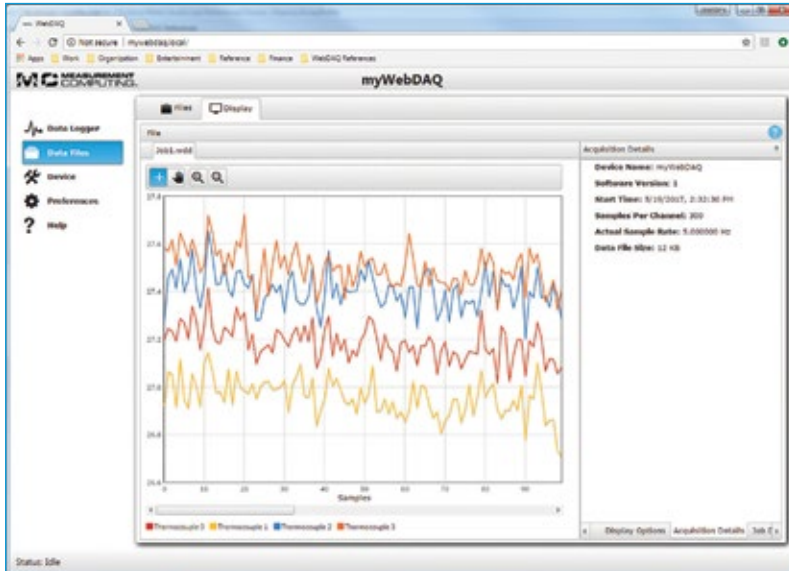 WebDAQ
Not secure | mywebdaq.local/
Apps Work Organization Entertainment Reference Finance WebDAQ References
MC MEASUREMENT COMPUTING.
myWebDAQ
Files Display
Data Logger
Data Files
Device
Preferences
Help
File
Job1.wdd
27.8
27.6
27.4
27.2
27.0
26.8
26.6
0 10 20 30 40 50 60 70 80 90
Samples
Thermocouple 0 Thermocouple 1 Thermocouple 2 Thermocouple 3
Acquisition Details
Device Name: myWebDAQ
Software Version: 1
Start Time: 5/19/2017, 2:32:30 PM
Samples Per Channel: 300
Actual Sample Rate: 5.000000 Hz
Data File Size: 12 KB
Display Options Acquisition Details Job
Status: Idle